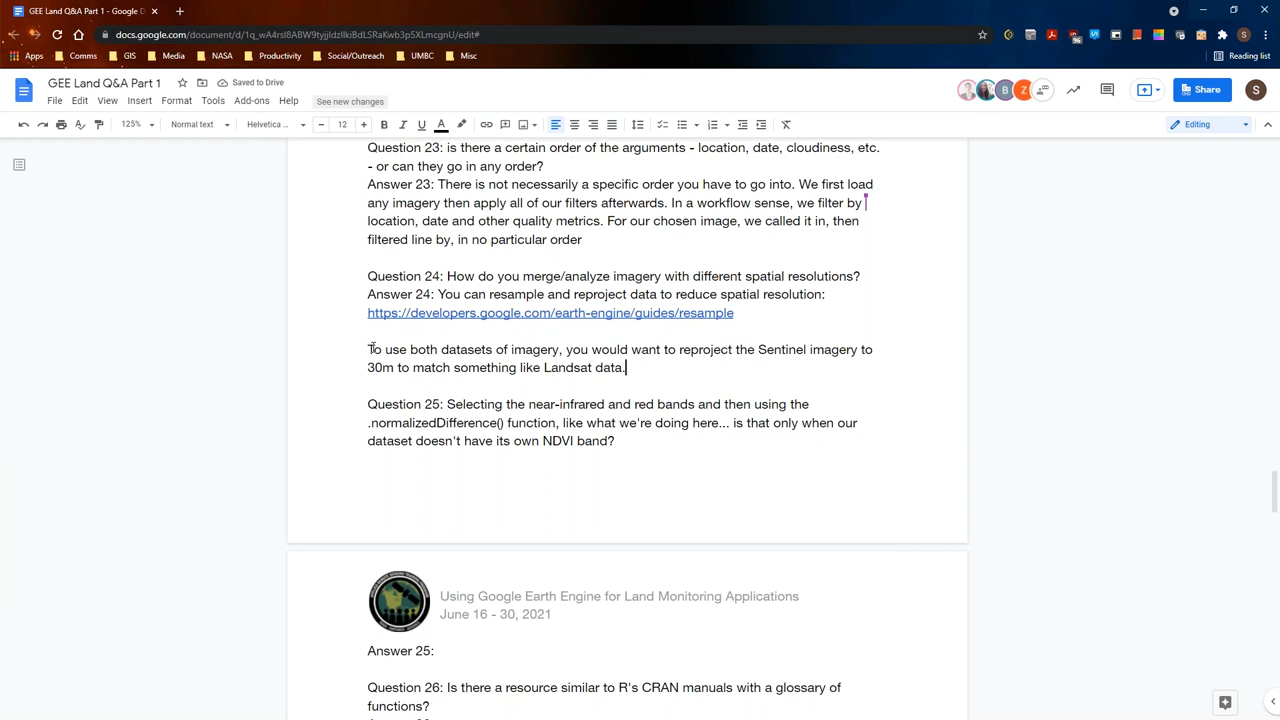 GEE Land Q&A Part 1 - Google D
docs.google.com/document/d/1q_wA4rsI8ABW9tyjjIdzIlkiBdLSRaKwb3p5XLmcgnU/edit#
Apps Comms GIS Media NASA Productivity Social/Outreach UMBC Misc Reading list
GEE Land Q&A Part 1 Saved to Drive
File Edit View Insert Format Tools Add-ons Help See new changes
B Z Share S
125% Normal text Helvetica ... 12 B I U A Editing
Question 23: is there a certain order of the arguments - location, date, cloudiness, etc.
- or can they go in any order?
Answer 23: There is not necessarily a specific order you have to go into. We first load
any imagery then apply all of our filters afterwards. In a workflow sense, we filter by
location, date and other quality metrics. For our chosen image, we called it in, then
filtered line by, in no particular order
Question 24: How do you merge/analyze imagery with different spatial resolutions?
Answer 24: You can resample and reproject data to reduce spatial resolution:
https://developers.google.com/earth-engine/guides/resample
To use both datasets of imagery, you would want to reproject the Sentinel imagery to
30m to match something like Landsat data.
Question 25: Selecting the near-infrared and red bands and then using the
.normalizedDifference() function, like what we're doing here... is that only when our
dataset doesn't have its own NDVI band?
Using Google Earth Engine for Land Monitoring Applications
June 16 - 30, 2021
Answer 25:
Question 26: Is there a resource similar to R's CRAN manuals with a glossary of
functions?